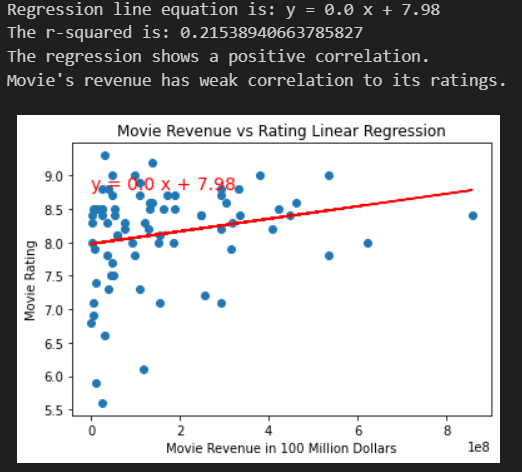 Regression line equation is: y = 0.0 x + 7.98
The r-squared is: 0.21538940663785827
The regression shows a positive correlation.
Movie's revenue has weak correlation to its ratings.
Movie Revenue vs Rating Linear Regression
9.0
y = 0.0 x + 7.98
8.5
8.0
7.5
7.0
6.5
6.0
5.5
Movie Rating
0 2 4 6 8
1e8
Movie Revenue in 100 Million Dollars